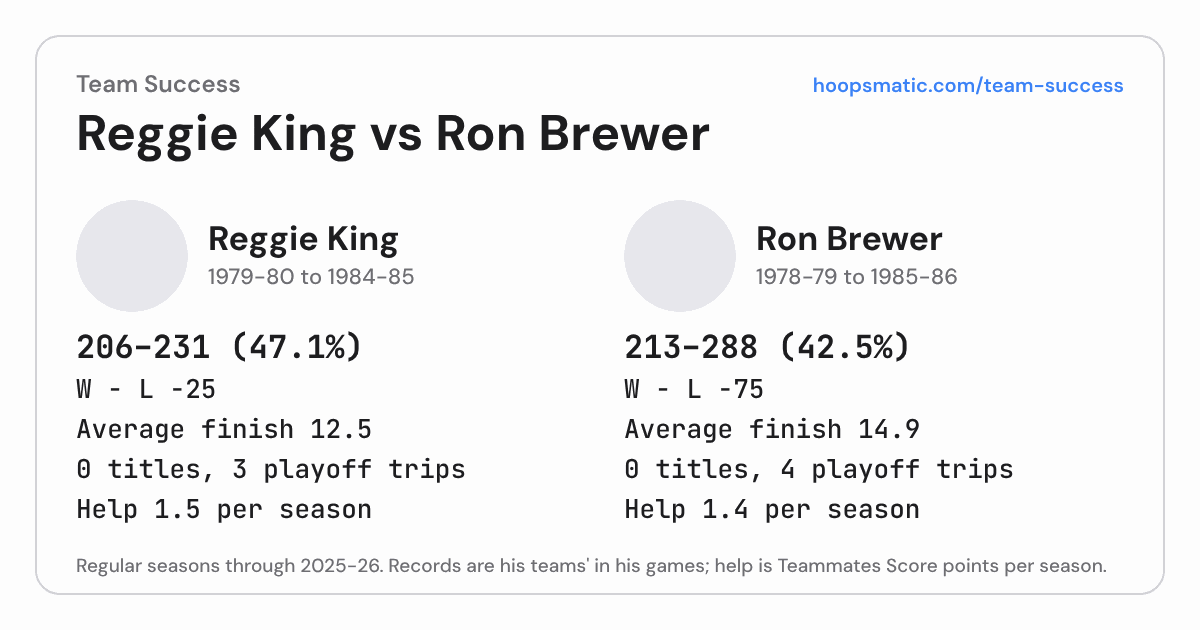 Team Success
hoopsmatic.com/team-success
Reggie King vs Ron Brewer
Reggie King
1979-80 to 1984-85
206-231 (47.1%)
W - L -25
Average finish 12.5
0 titles, 3 playoff trips
Help 1.5 per season
Ron Brewer
1978-79 to 1985-86
213-288 (42.5%)
W - L -75
Average finish 14.9
0 titles, 4 playoff trips
Help 1.4 per season
Regular seasons through 2025-26. Records are his teams' in his games; help is Teammates Score points per season.